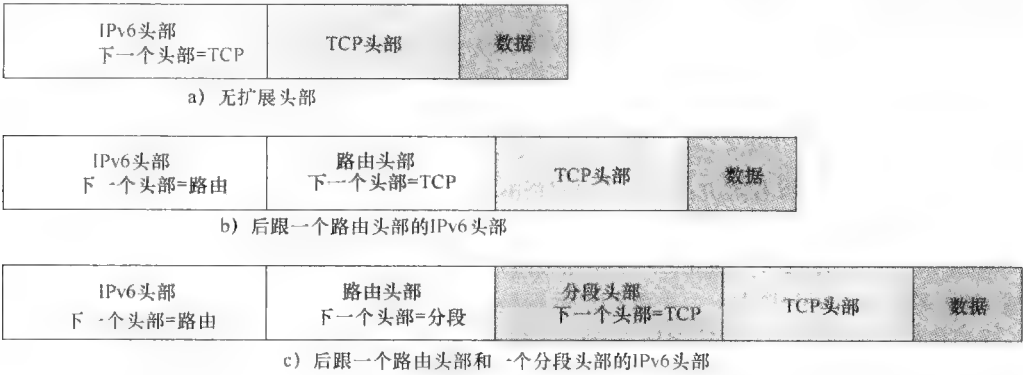 IPv6头部 TCP头部 数据
下一个头部=TCP
a) 无扩展头部
IPv6头部 路由头部 TCP头部 数据
下一个头部=路由 下一个头部=TCP
b) 后跟一个路由头部的IPv6头部
IPv6头部 路由头部 分段头部 TCP头部 数据
下一个头部=路由 下一个头部=分段 下一个头部=TCP
c) 后跟一个路由头部和一个分段头部的IPv6头部